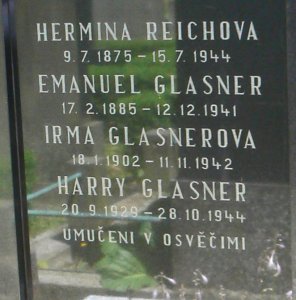 HERMINA REICHOVA
9.7.1875 – 15.7.1944
EMANUEL GLASNER
17.2.1885 – 12.12.1941
IRMA GLASNEROVA
18.1.1902 – 11.11.1942
HARRY GLASNER
20.9.1929 – 28.10.1944
UMUČENI V OSVĚČIMI